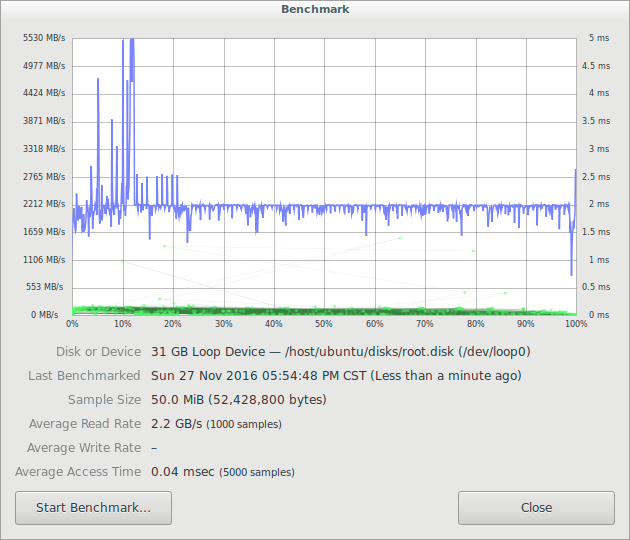 Benchmark
5530 MB/s
5 ms
4977 MB/s
4.5 ms
4424 MB/s
4 ms
3871 MB/s
3.5 ms
3318 MB/s
3 ms
2765 MB/s
2.5 ms
2212 MB/s
2 ms
1659 MB/s
1.5 ms
1106 MB/s
1 ms
553 MB/s
0.5 ms
0 MB/s
0 ms
0% 10% 20% 30% 40% 50% 60% 70% 80% 90% 100%
Disk or Device 31 GB Loop Device — /host/ubuntu/disks/root.disk (/dev/loop0)
Last Benchmarked Sun 27 Nov 2016 05:54:48 PM CST (Less than a minute ago)
Sample Size 50.0 MiB (52,428,800 bytes)
Average Read Rate 2.2 GB/s (1000 samples)
Average Write Rate –
Average Access Time 0.04 msec (5000 samples)
Start Benchmark... Close